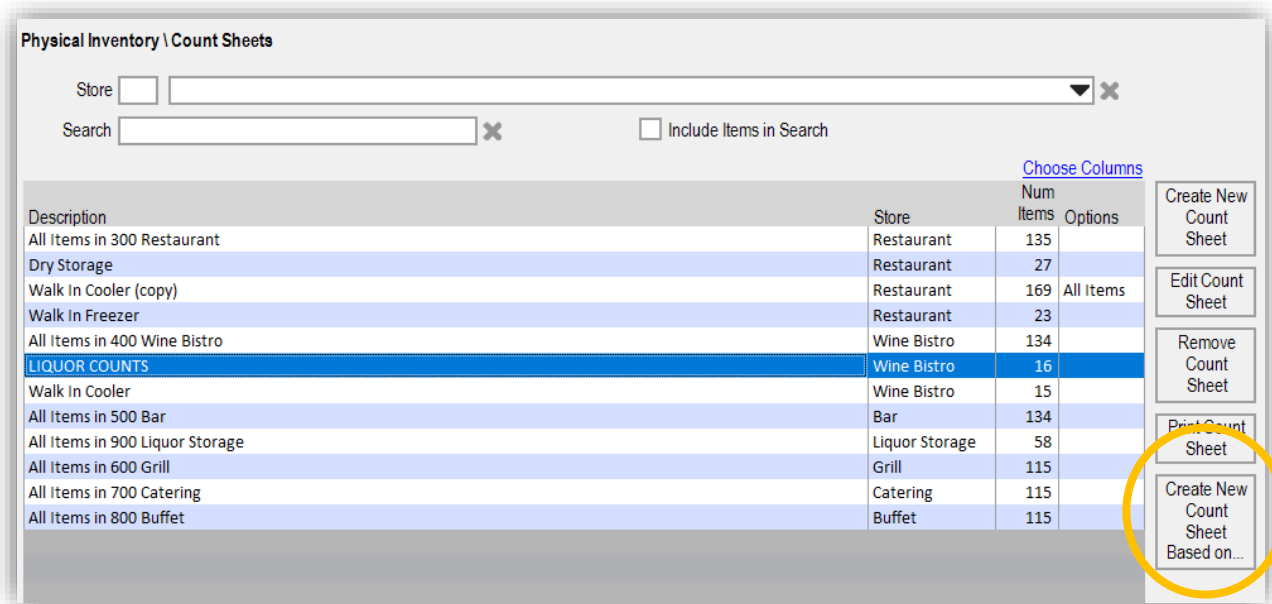 Physical Inventory \ Count Sheets
Store
Search
Include Items in Search
Choose Columns
Description Store Num Items Options
All Items in 300 Restaurant Restaurant 135
Dry Storage Restaurant 27
Walk In Cooler (copy) Restaurant 169 All Items
Walk In Freezer Restaurant 23
All Items in 400 Wine Bistro Wine Bistro 134
LIQUOR COUNTS Wine Bistro 16
Walk In Cooler Wine Bistro 15
All Items in 500 Bar Bar 134
All Items in 900 Liquor Storage Liquor Storage 58
All Items in 600 Grill Grill 115
All Items in 700 Catering Catering 115
All Items in 800 Buffet Buffet 115
Create New
Count
Sheet
Edit Count
Sheet
Remove
Count
Sheet
Print Count
Sheet
Create New
Count
Sheet
Based on...